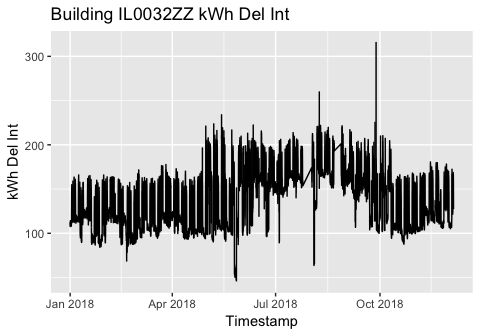 Building IL0032ZZ kWh Del Int
300
200
100
kWh Del Int
Jan 2018 Apr 2018 Jul 2018 Oct 2018
Timestamp